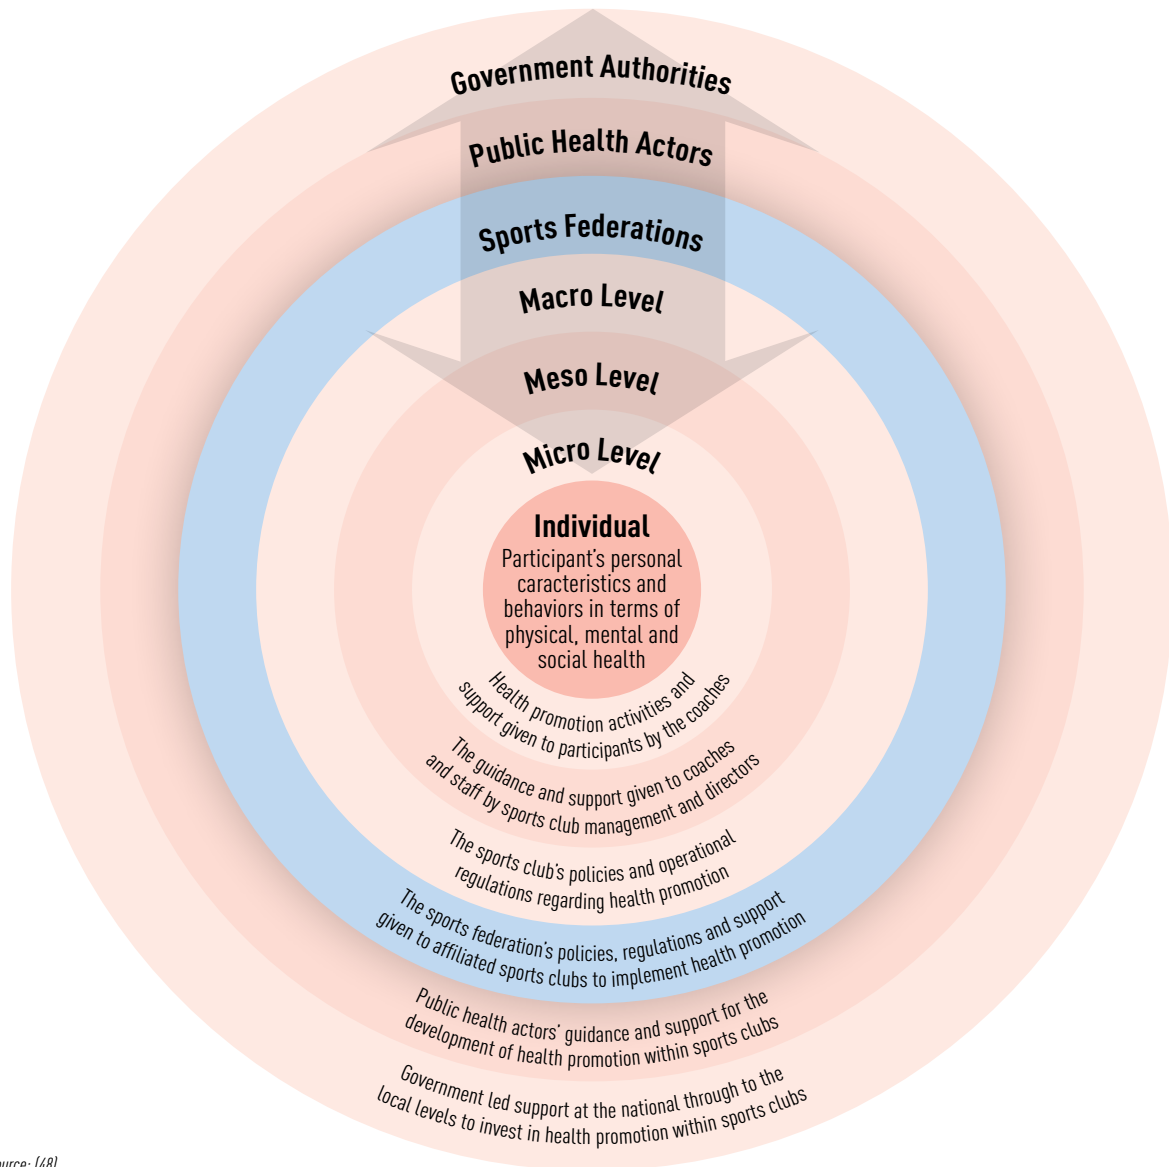 Government Authorities
Public Health Actors
Sports Federations
Macro Level
Meso Level
Micro Level
Individual
Participant's personal
caracteristics and
behaviors in terms of
physical, mental and
social health
Health promotion activities and
support given to participants by the coaches
The guidance and support given to coaches
and staff by sports club management and directors
The sports club's policies and operational
regulations regarding health promotion
The sports federation's policies, regulations and support
given to affiliated sports clubs to implement health promotion
Public health actors' guidance and support for the
development of health promotion within sports clubs
Government led support at the national through to the
local levels to invest in health promotion within sports clubs
(48)